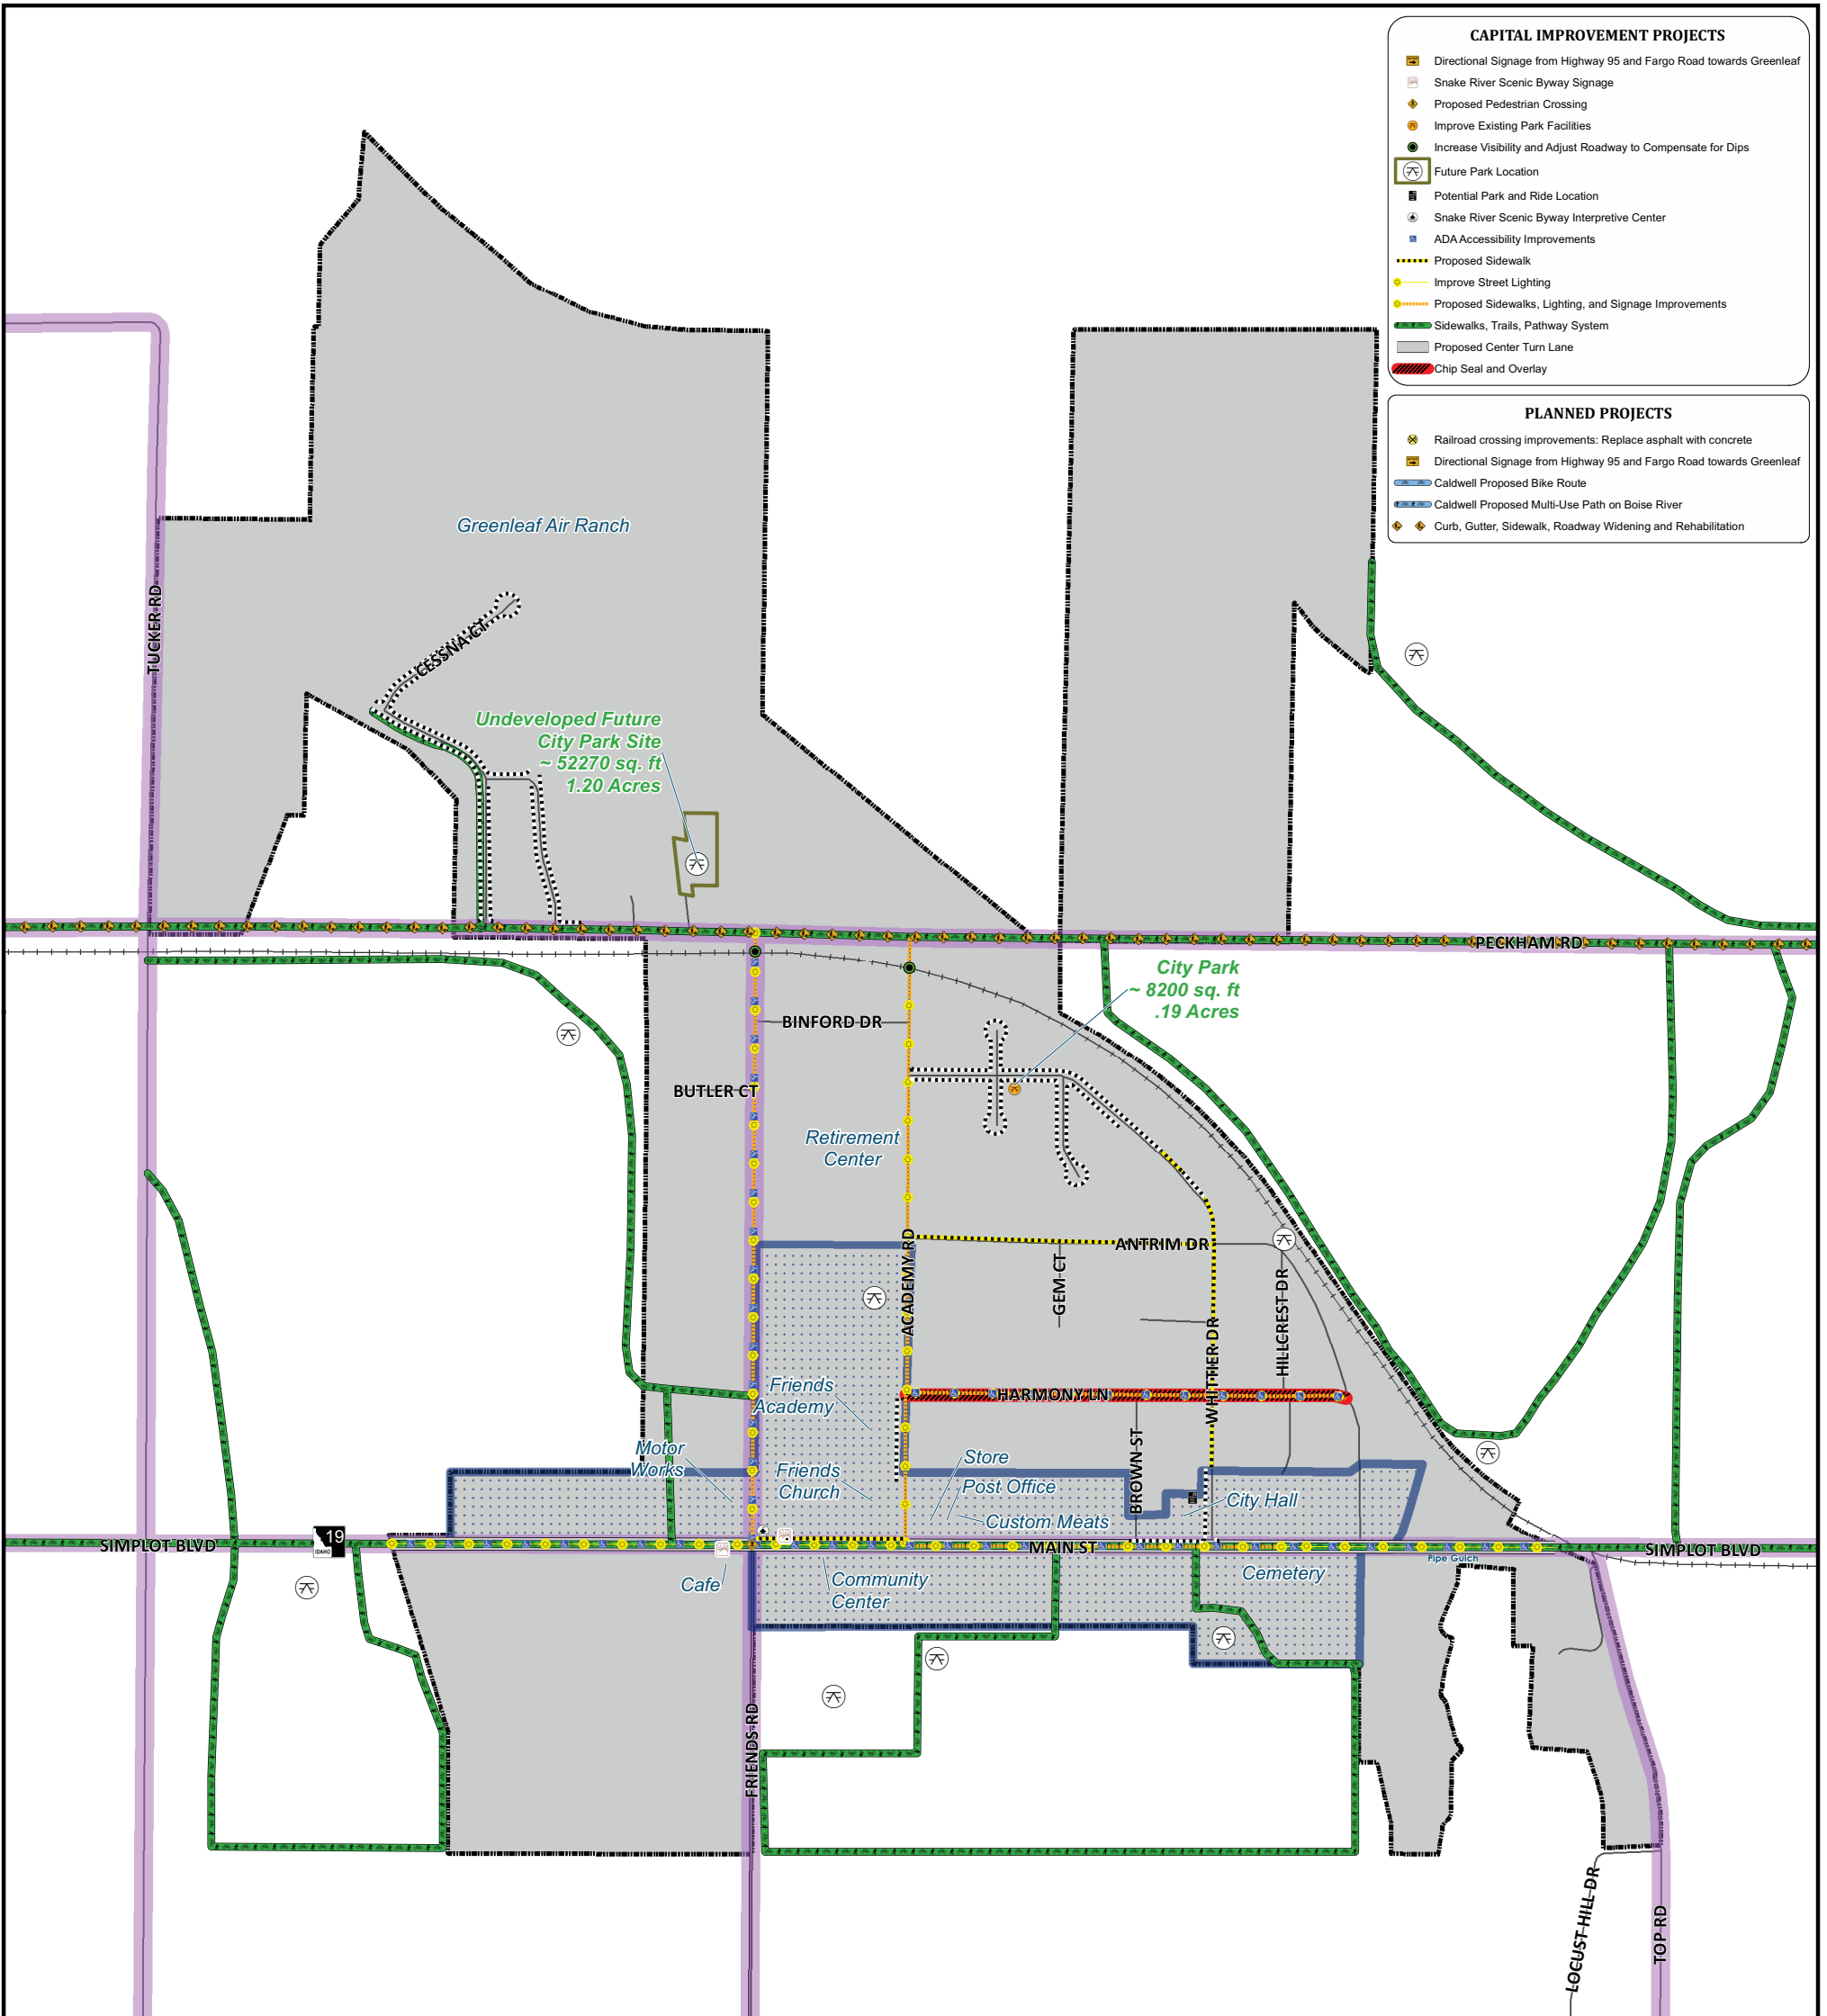 CAPITAL IMPROVEMENT PROJECTS
Directional Signage from Highway 95 and Fargo Road towards Greenleaf
Snake River Scenic Byway Signage
Proposed Pedestrian Crossing
Improve Existing Park Facilities
Increase Visibility and Adjust Roadway to Compensate for Dips
Future Park Location
Potential Park and Ride Location
Snake River Scenic Byway Interpretive Center
ADA Accessibility Improvements
Proposed Sidewalk
Improve Street Lighting
Proposed Sidewalks, Lighting, and Signage Improvements
Sidewalks, Trails, Pathway System
Proposed Center Turn Lane
Chip Seal and Overlay
PLANNED PROJECTS
Railroad crossing improvements: Replace asphalt with concrete
Directional Signage from Highway 95 and Fargo Road towards Greenleaf
Caldwell Proposed Bike Route
Caldwell Proposed Multi-Use Path on Boise River
Curb, Gutter, Sidewalk, Roadway Widening and Rehabilitation
Greenleaf Air Ranch
TUCKER RD
CESSNA CT
Undeveloped Future
City Park Site
~ 52270 sq. ft
1.20 Acres
PECKHAM RD
City Park
~ 8200 sq. ft
.19 Acres
BINFORD DR
BUTLER CT
Retirement
Center
ACADEMY RD
ANTRIM DR
GEM CT
WHITTIER DR
HILLCREST DR
Friends
Academy
HARMONY LN
Motor
Works
Friends
Church
Store
Post Office
Custom Meats
BROWN ST
City Hall
SIMPLOT BLVD
19
IDAHO
MAIN ST
SIMPLOT BLVD
Pipe Gulch
Cafe
Community
Center
Cemetery
FRIENDS RD
LOCUST HILL DR
TOP RD